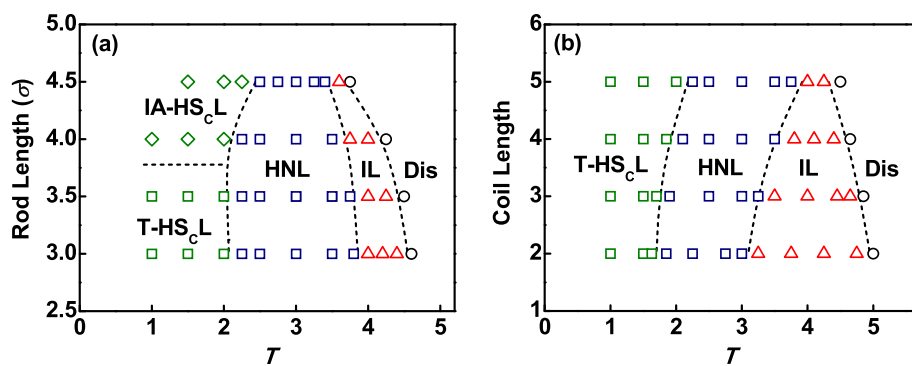 (a)
Rod Length (σ)
5.0
4.5
4.0
3.5
3.0
2.5
IA-HS_CL
T-HS_CL
HNL
IL
Dis
0 1 2 3 4 5
T
(b)
Coil Length
6
5
4
3
2
1
T-HS_CL
HNL
IL
Dis
0 1 2 3 4 5
T